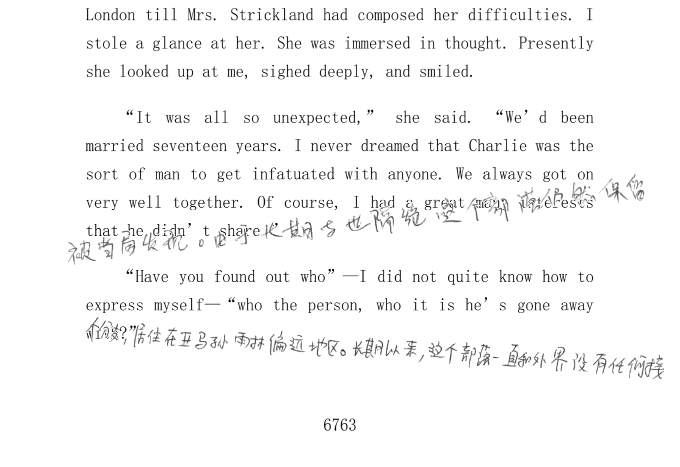 London till Mrs. Strickland had composed her difficulties. I
stole a glance at her. She was immersed in thought. Presently
she looked up at me, sighed deeply, and smiled.
“It was all so unexpected,” she said. “We’d been
married seventeen years. I never dreamed that Charlie was the
sort of man to get infatuated with anyone. We always got on
very well together. Of course, I had a great many interests
that he didn’t share.”
被当局发现。由于长期与世隔绝这个部落仍然保留
“Have you found out who”—I did not quite know how to
express myself—“who the person, who it is he’s gone away
with?”
居住在亚马孙雨林偏远地区。长期以来,这个部落一直和外界没有任何接
6763